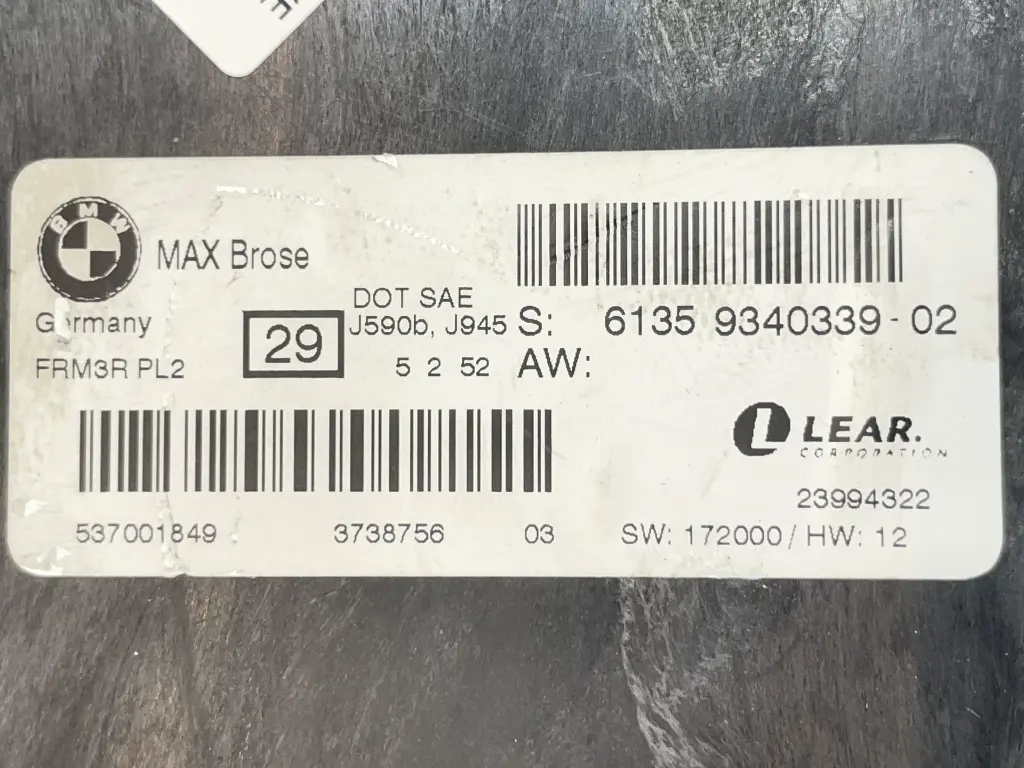 BMW
MAX Brose
Germany
FRM3R PL2
29
DOT SAE
J590b, J945
5 2 52
S: 6135 9340339-02
AW:
LEAR.
CORPORATION
23994322
537001849 3738756 03
SW: 172000/HW: 12